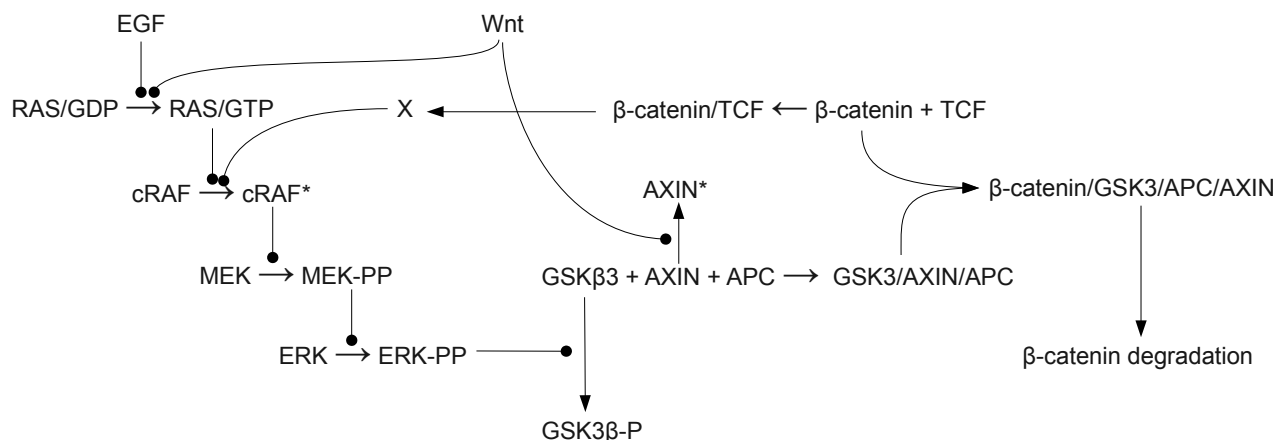 EGF
Wnt
RAS/GDP → RAS/GTP
X
β-catenin/TCF ← β-catenin + TCF
cRAF → cRAF*
AXIN*
β-catenin/GSK3/APC/AXIN
MEK → MEK-PP
GSKβ3 + AXIN + APC → GSK3/AXIN/APC
ERK → ERK-PP
β-catenin degradation
GSK3β-P